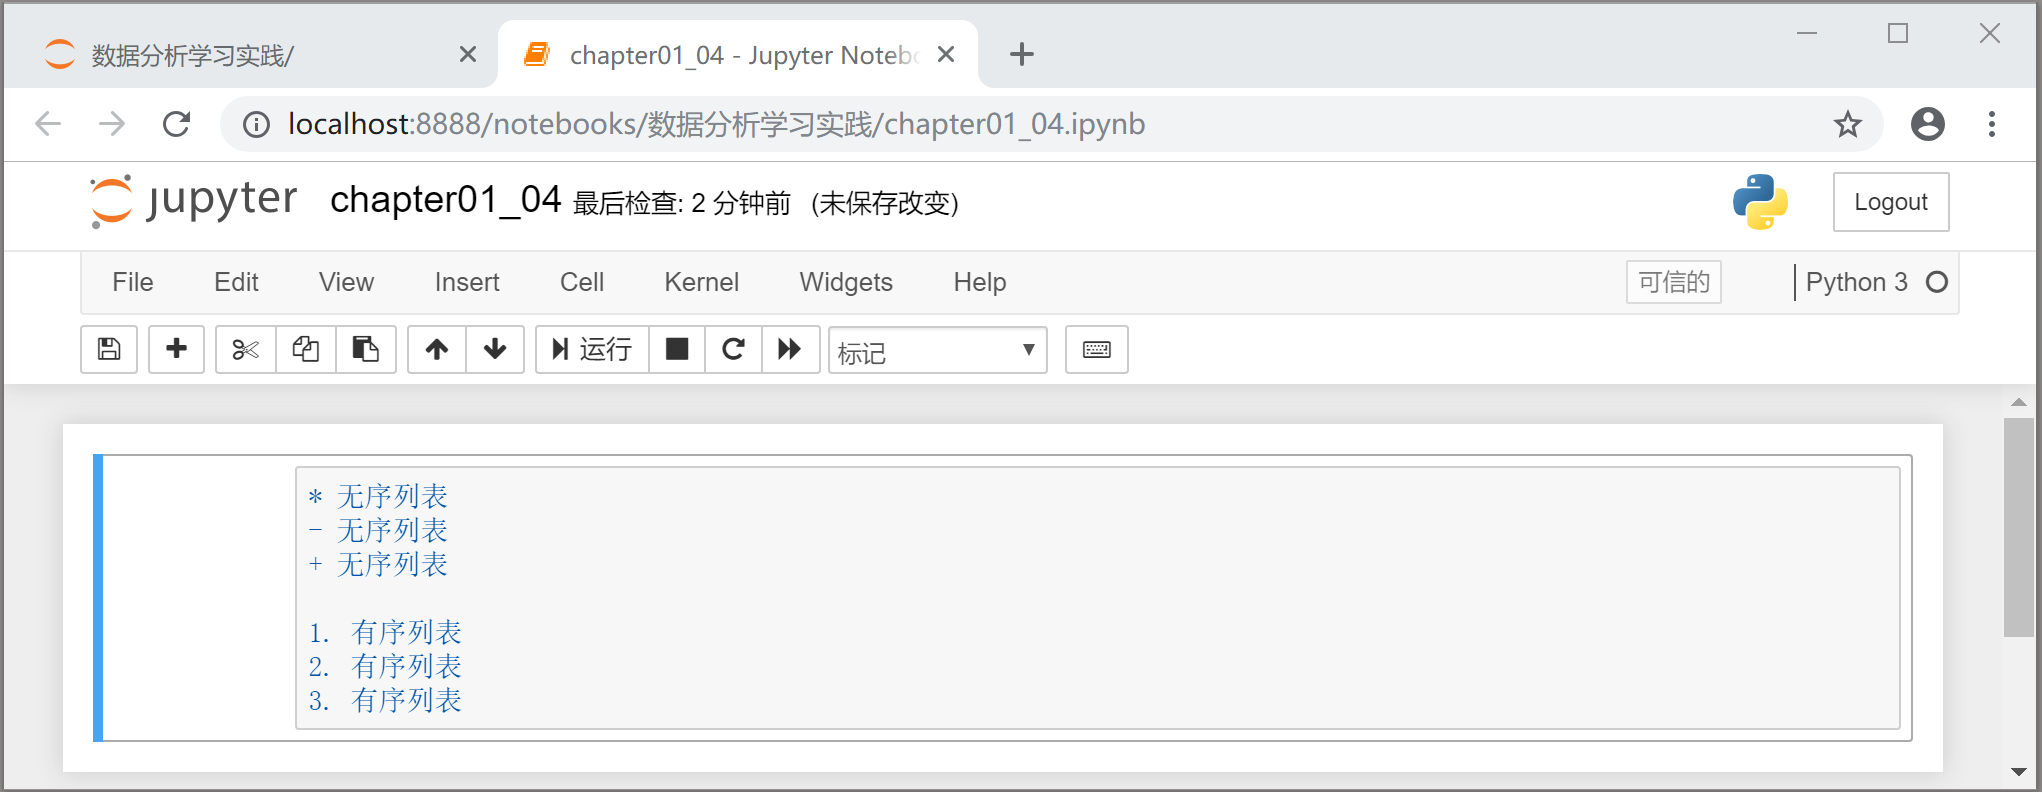 数据分析学习实践/
chapter01_04 - Jupyter Notebo
localhost:8888/notebooks/数据分析学习实践/chapter01_04.ipynb
jupyter chapter01_04 最后检查: 2 分钟前 (未保存改变)
Logout
File Edit View Insert Cell Kernel Widgets Help 可信的 Python 3
运行 标记
* 无序列表
- 无序列表
+ 无序列表
1. 有序列表
2. 有序列表
3. 有序列表